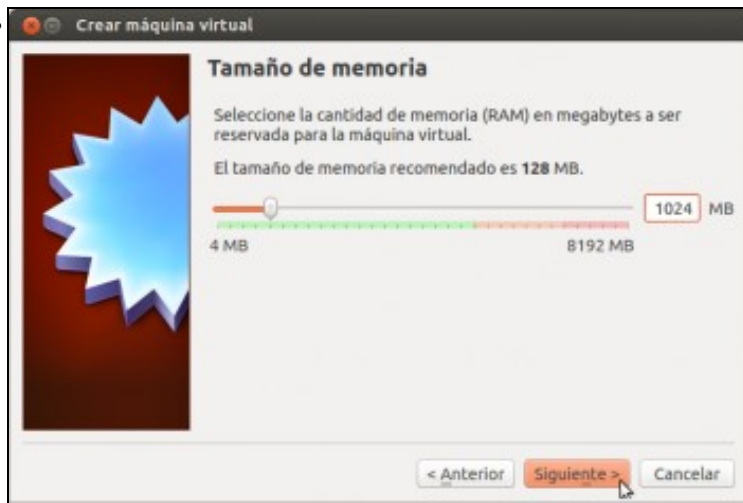 Crear máquina virtual
Tamaño de memoria
Seleccione la cantidad de memoria (RAM) en megabytes a ser
reservada para la máquina virtual.
El tamaño de memoria recomendado es 128 MB.
1024 MB
4 MB 8192 MB
< Anterior Siguiente > Cancelar